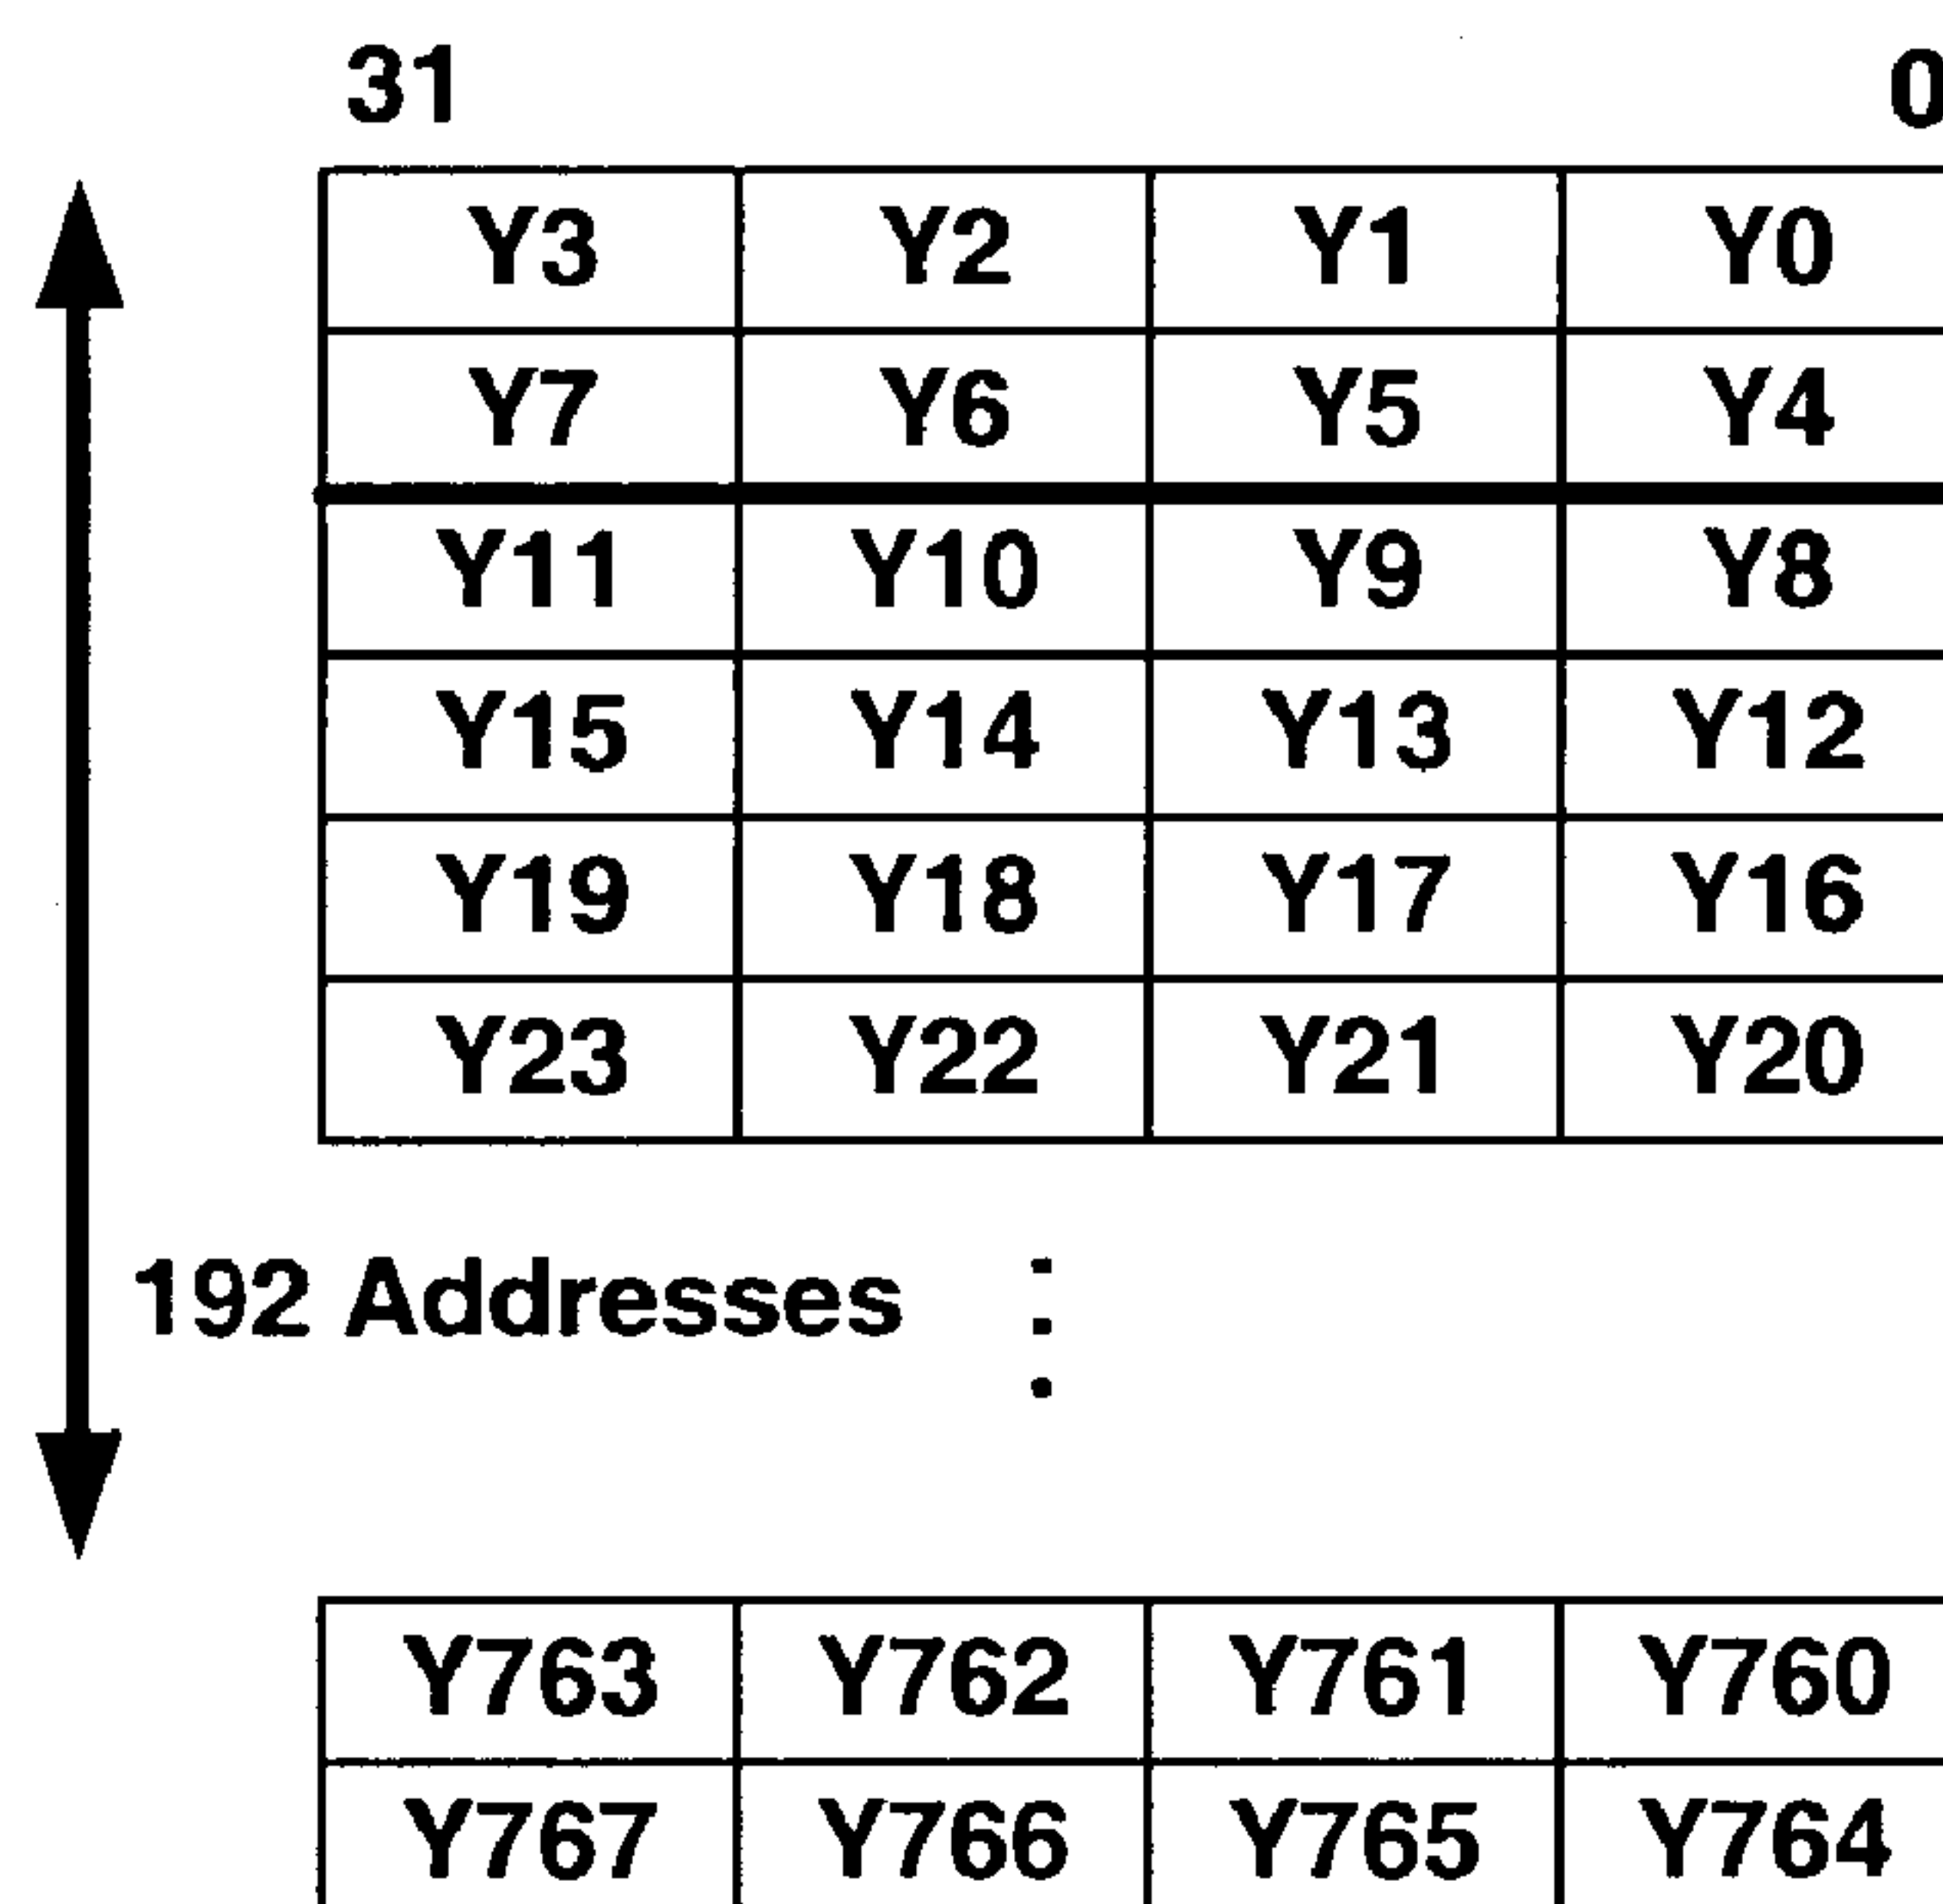 31 0
Y3 Y2 Y1 Y0
Y7 Y6 Y5 Y4
Y11 Y10 Y9 Y8
Y15 Y14 Y13 Y12
Y19 Y18 Y17 Y16
Y23 Y22 Y21 Y20
192 Addresses
Y763 Y762 Y761 Y760
Y767 Y766 Y765 Y764